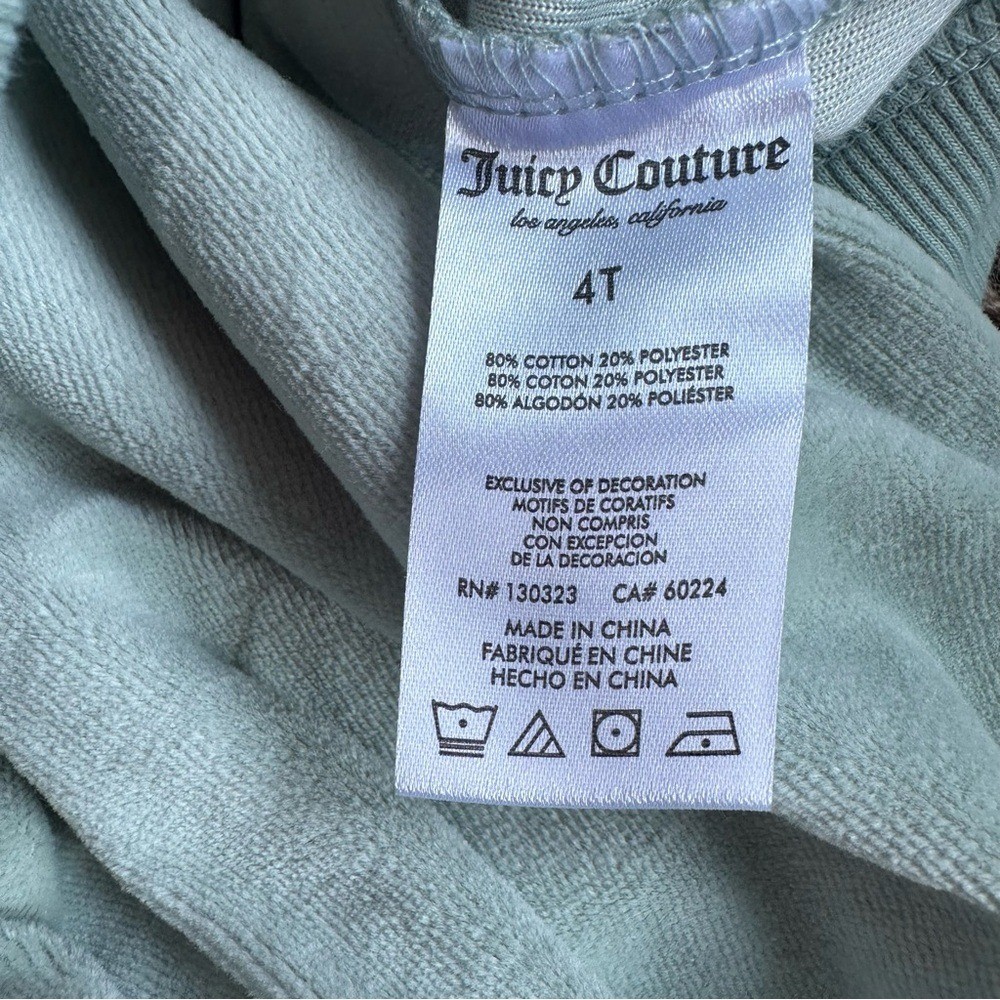 Juicy Couture
los angeles, california
4T
80% COTTON 20% POLYESTER
80% COTON 20% POLYESTER
80% ALGODÓN 20% POLIÉSTER
EXCLUSIVE OF DECORATION
MOTIFS DE CORATIFS
NON COMPRIS
CON EXCEPCION
DE LA DECORACION
RN# 130323 CA# 60224
MADE IN CHINA
FABRIQUÉ EN CHINE
HECHO EN CHINA